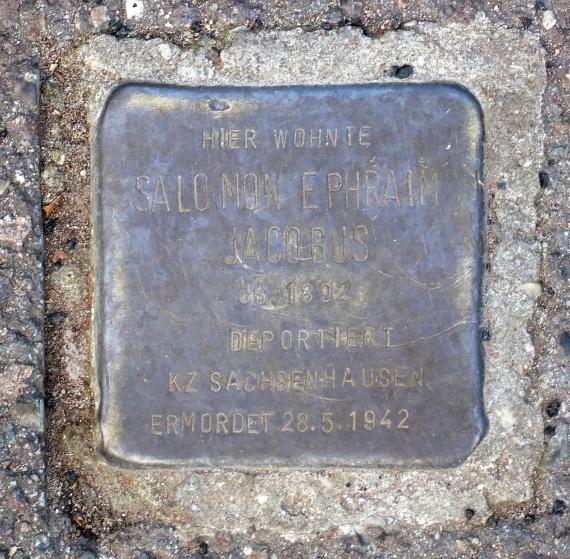 HIER WOHNTE
SALOMON EPHRAIM
JACOBUS
JG. 1892
DEPORTIERT
KZ SACHSENHAUSEN
ERMORDET 28.5.1942